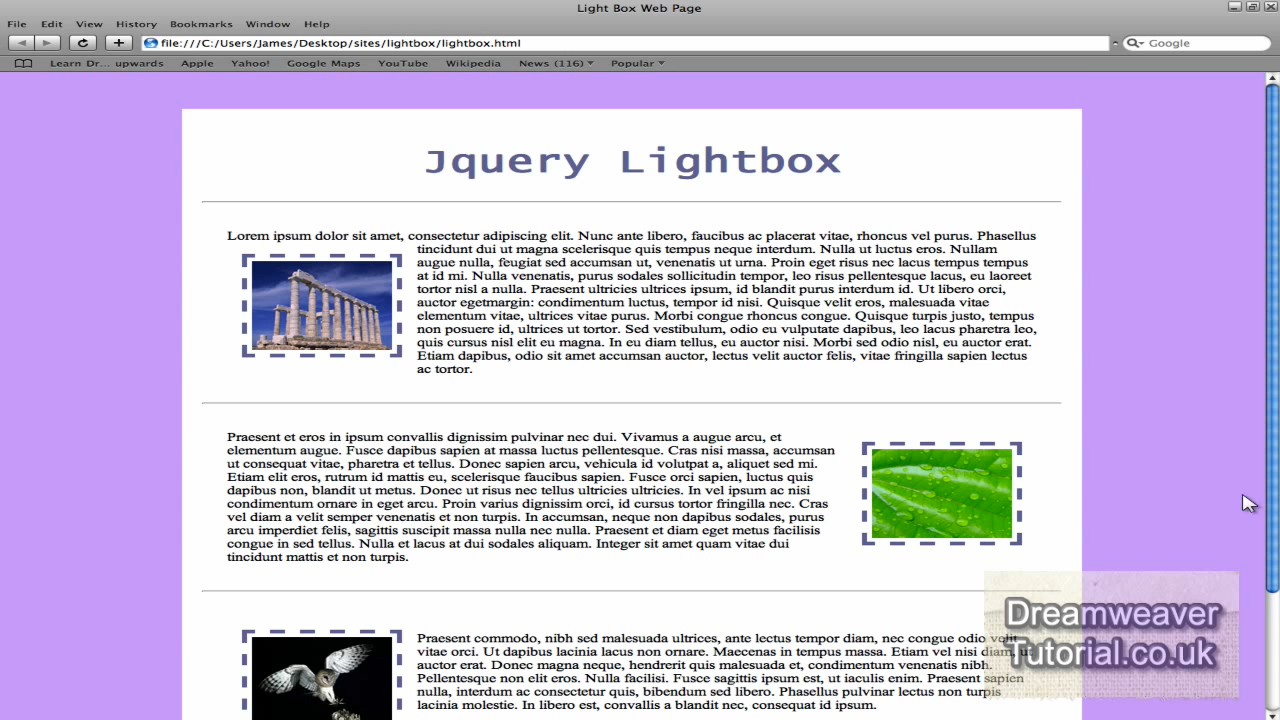 Light Box Web Page
File Edit View History Bookmarks Window Help
file:///C:/Users/James/Desktop/sites/lightbox/lightbox.html
Google
Learn Dr... upwards Apple Yahoo! Google Maps YouTube Wikipedia News (116) Popular
Jquery Lightbox
Lorem ipsum dolor sit amet, consectetur adipiscing elit. Nunc ante libero, faucibus ac placerat vitae, rhoncus vel purus. Phasellus
tincidunt dui ut magna scelerisque quis tempus neque interdum. Nulla ut luctus eros. Nullam
augue nulla, feugiat sed accumsan ut, venenatis ut urna. Proin eget risus nec lacus tempus tempus
at id mi. Nulla venenatis, purus sodales sollicitudin tempor, leo risus pellentesque lacus, eu laoreet
tortor nisl a nulla. Praesent ultricies ultrices ipsum, id blandit purus interdum id. Ut libero orci,
auctor egetmargin: condimentum luctus, tempor id nisi. Quisque velit eros, malesuada vitae
elementum vitae, ultrices vitae purus. Morbi congue rhoncus congue. Quisque turpis justo, tempus
non posuere id, ultrices ut tortor. Sed vestibulum, odio eu vulputate dapibus, leo lacus pharetra leo,
quis cursus nisl elit eu magna. In eu diam tellus, eu auctor nisi. Morbi sed odio nisl, eu auctor erat.
Etiam dapibus, odio sit amet accumsan auctor, lectus velit auctor felis, vitae fringilla sapien lectus
ac tortor.
Praesent et eros in ipsum convallis dignissim pulvinar nec dui. Vivamus a augue arcu, et
elementum augue. Fusce dapibus sapien at massa luctus pellentesque. Cras nisi massa, accumsan
ut consequat vitae, pharetra et tellus. Donec sapien arcu, vehicula id volutpat a, aliquet sed mi.
Etiam elit eros, rutrum id mattis eu, scelerisque faucibus sapien. Fusce orci sapien, luctus quis
dapibus non, blandit ut metus. Donec ut risus nec tellus ultricies ultricies. In vel ipsum ac nisi
condimentum ornare in eget arcu. Proin varius dignissim orci, id cursus tortor fringilla nec. Cras
vel diam a velit semper venenatis et non turpis. In accumsan, neque non dapibus sodales, purus
arcu imperdiet felis, sagittis suscipit massa nulla nec nulla. Praesent et diam eget metus facilisis
congue in sed tellus. Nulla et lacus at dui sodales aliquam. Integer sit amet quam vitae dui
tincidunt mattis et non turpis.
Praesent commodo, nibh sed malesuada ultrices, ante lectus tempor diam, nec congue odio velit
vitae orci. Ut dapibus lacinia lacus non ornare. Maecenas in tempus massa. Etiam vel nisi diam, ut
auctor erat. Donec magna neque, hendrerit quis malesuada et, condimentum venenatis nibh.
Pellentesque non elit eros. Nulla facilisi. Fusce sagittis ipsum est, ut iaculis enim. Praesent sapien
nulla, interdum ac consectetur quis, bibendum sed libero. Phasellus pulvinar lectus non turpis
lacinia molestie. In libero est, convallis a blandit nec, consequat id ipsum.
Dreamweaver
Tutorial.co.uk